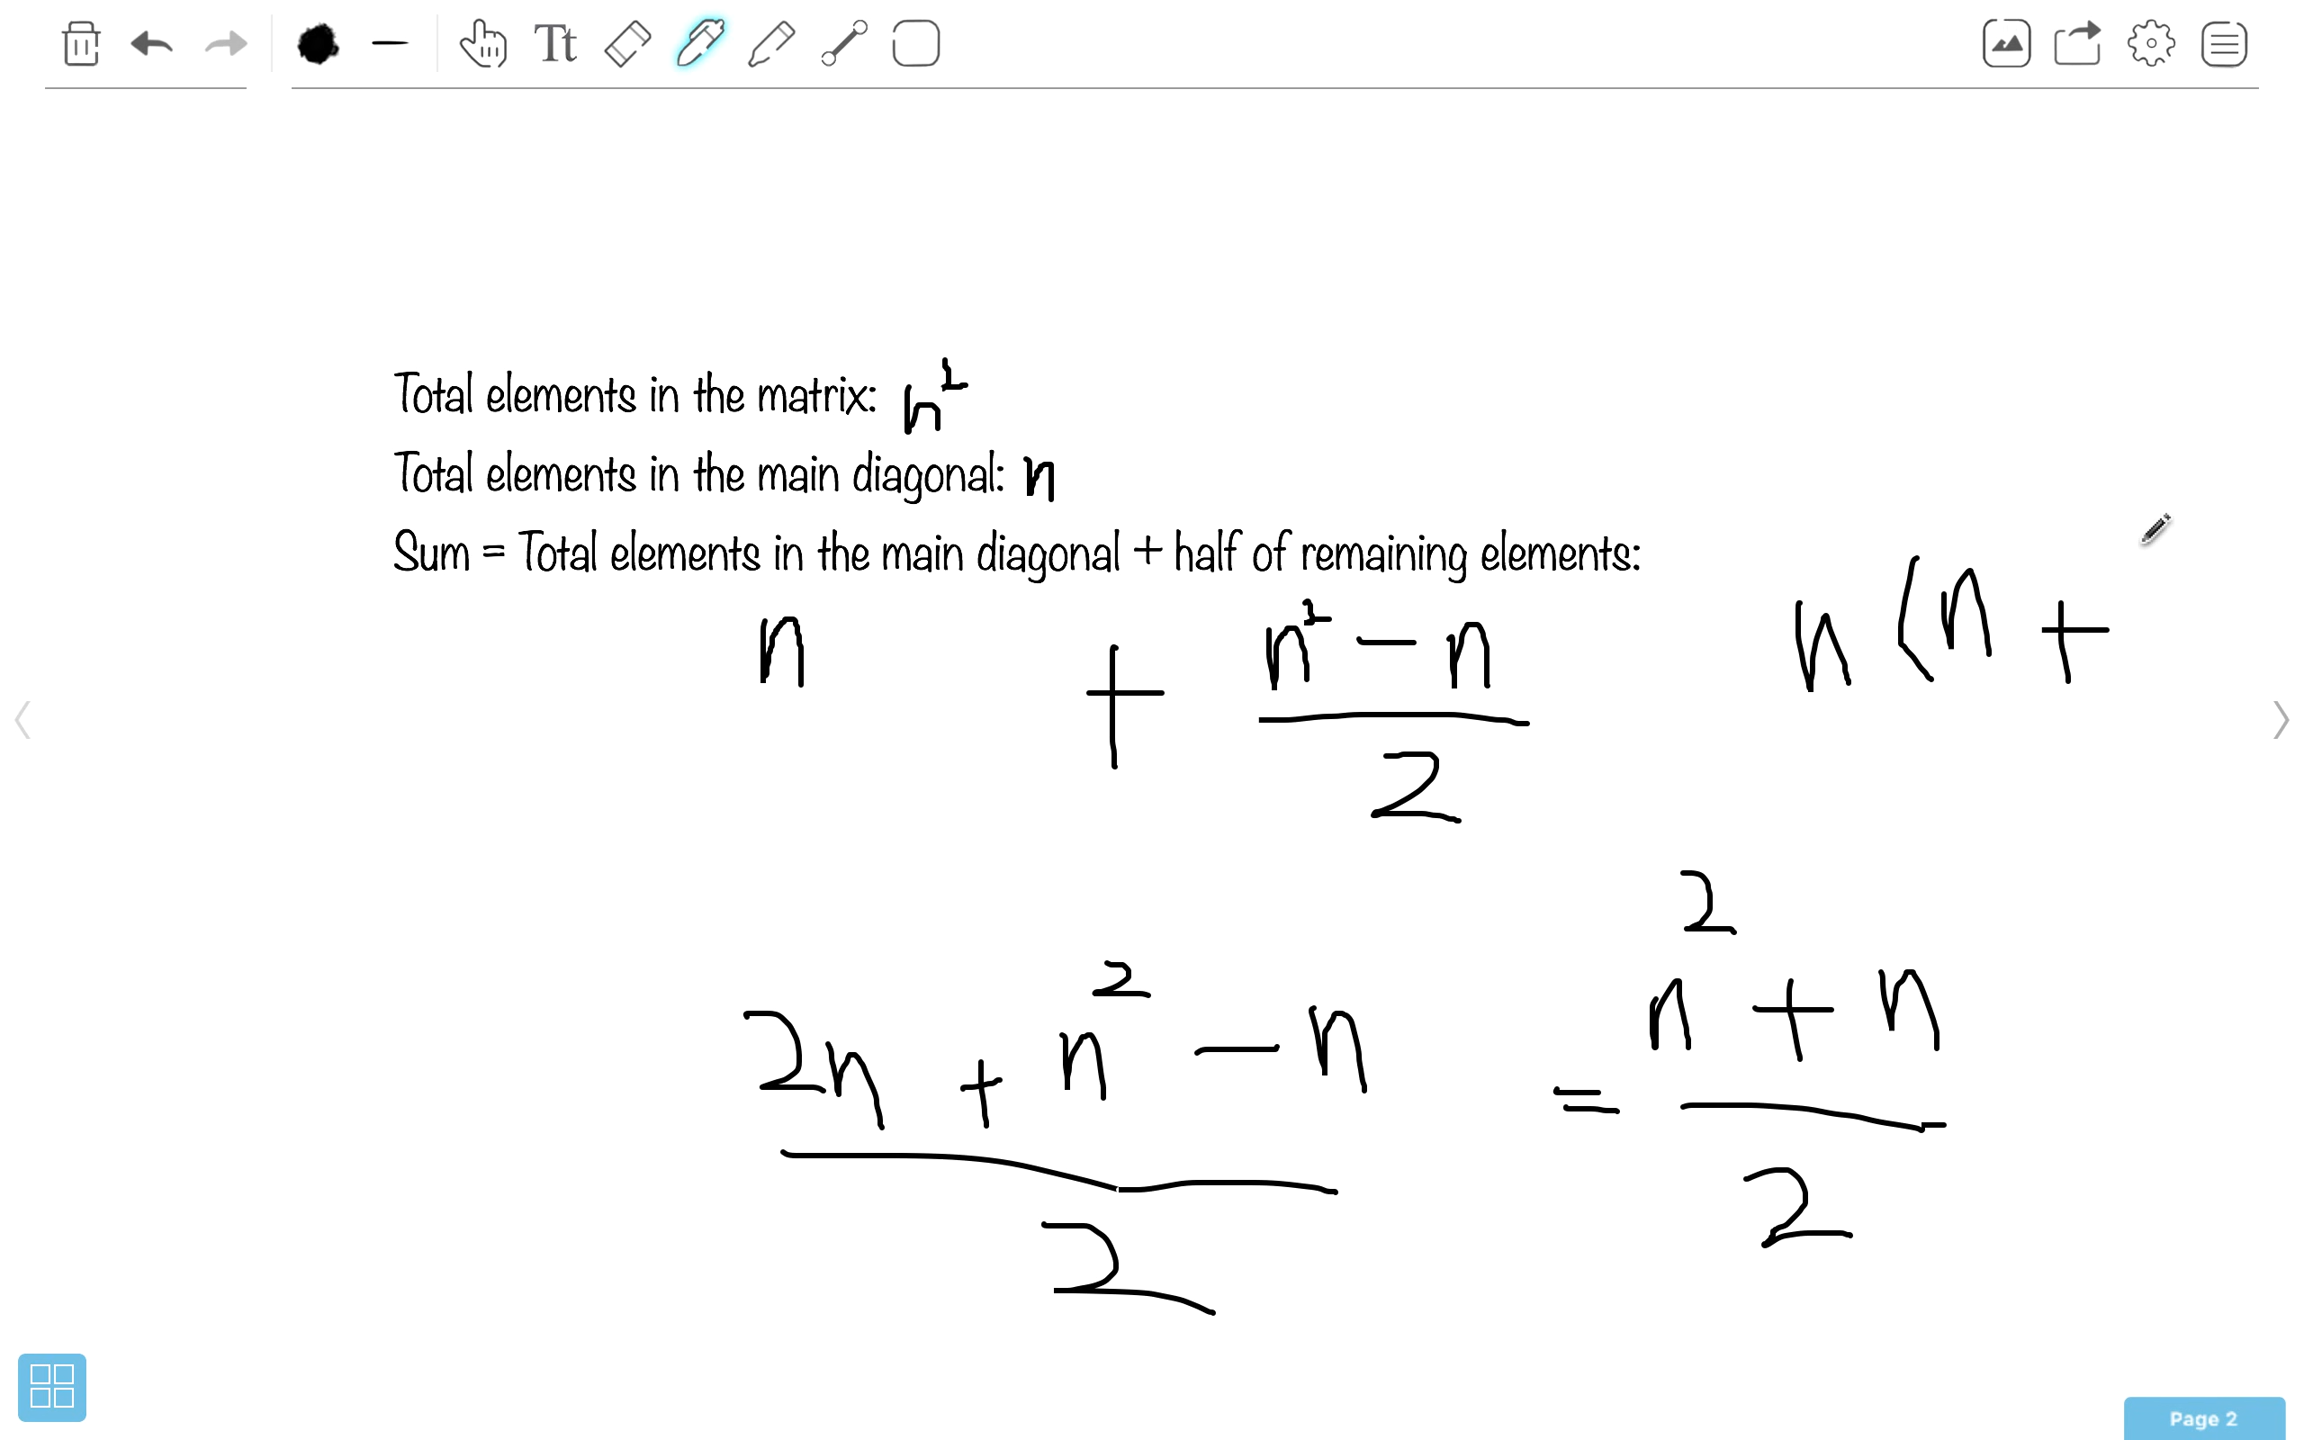 Tt
Total elements in the matrix: n²
Total elements in the main diagonal: n
Sum = Total elements in the main diagonal + half of remaining elements:
n + (n² - n) / 2
n (n +
(2n + n² - n) / 2 = (n² + n) / 2
Page 2